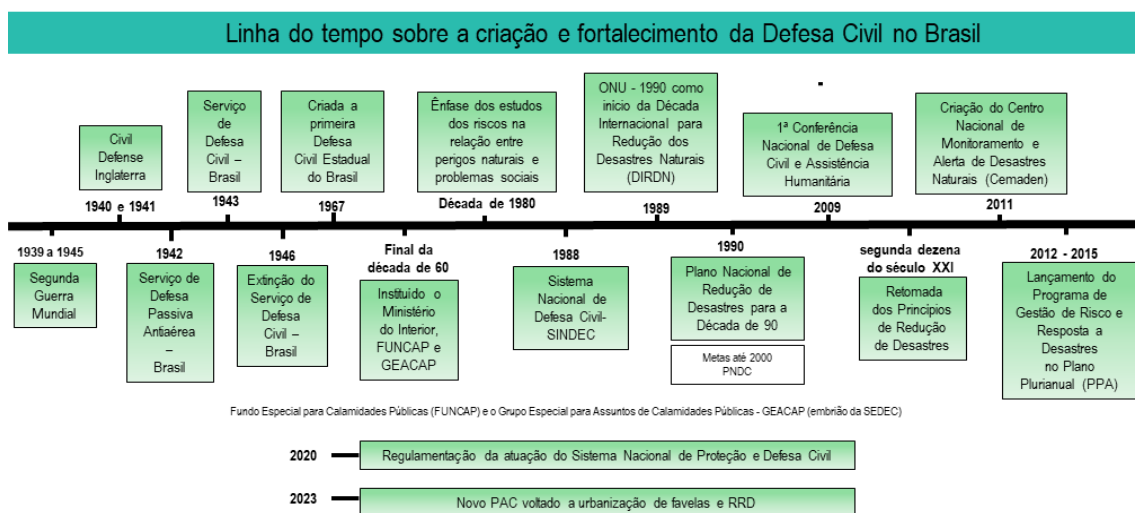 Linha do tempo sobre a criação e fortalecimento da Defesa Civil no Brasil
Civil
Defense
Inglaterra
1940 e 1941
Serviço
de
Defesa
Civil –
Brasil
1943
Criada a
primeira
Defesa
Civil Estadual
do Brasil
1967
Ênfase dos estudos
dos riscos na
relação entre
perigos naturais e
problemas sociais
Década de 1980
ONU - 1990 como
início da Década
Internacional para
Redução dos
Desastres Naturais
(DIRDN)
1989
-
1ª Conferência
Nacional de Defesa
Civil e Assistência
Humanitária
2009
Criação do Centro
Nacional de
Monitoramento e
Alerta de Desastres
Naturais (Cemaden)
2011
1939 a 1945
Segunda
Guerra
Mundial
1942
Serviço de
Defesa
Passiva
Antiaérea
–
Brasil
1946
Extinção do
Serviço de
Defesa
Civil –
Brasil
Final da
década de 60
Instituído o
Ministério
do Interior,
FUNCAP e
GEACAP
1988
Sistema
Nacional de
Defesa Civil-
SINDEC
1990
Plano Nacional de
Redução de
Desastres para a
Década de 90
Metas até 2000
PNDC
segunda dezena
do século XXI
Retomada
dos Princípios
de Redução
de Desastres
2012 - 2015
Lançamento do
Programa de
Gestão de Risco e
Resposta a
Desastres
no Plano
Plurianual (PPA)
Fundo Especial para Calamidades Públicas (FUNCAP) e o Grupo Especial para Assuntos de Calamidades Públicas - GEACAP (embrião da SEDEC)
2020
Regulamentação da atuação do Sistema Nacional de Proteção e Defesa Civil
2023
Novo PAC voltado a urbanização de favelas e RRD